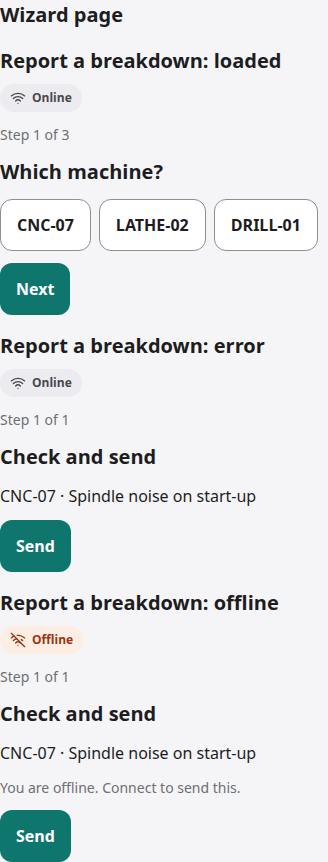 Wizard page
Report a breakdown: loaded
Online
Step 1 of 3
Which machine?
CNC-07 LATHE-02 DRILL-01
Next
Report a breakdown: error
Online
Step 1 of 1
Check and send
CNC-07 · Spindle noise on start-up
Send
Report a breakdown: offline
Offline
Step 1 of 1
Check and send
CNC-07 · Spindle noise on start-up
You are offline. Connect to send this.
Send